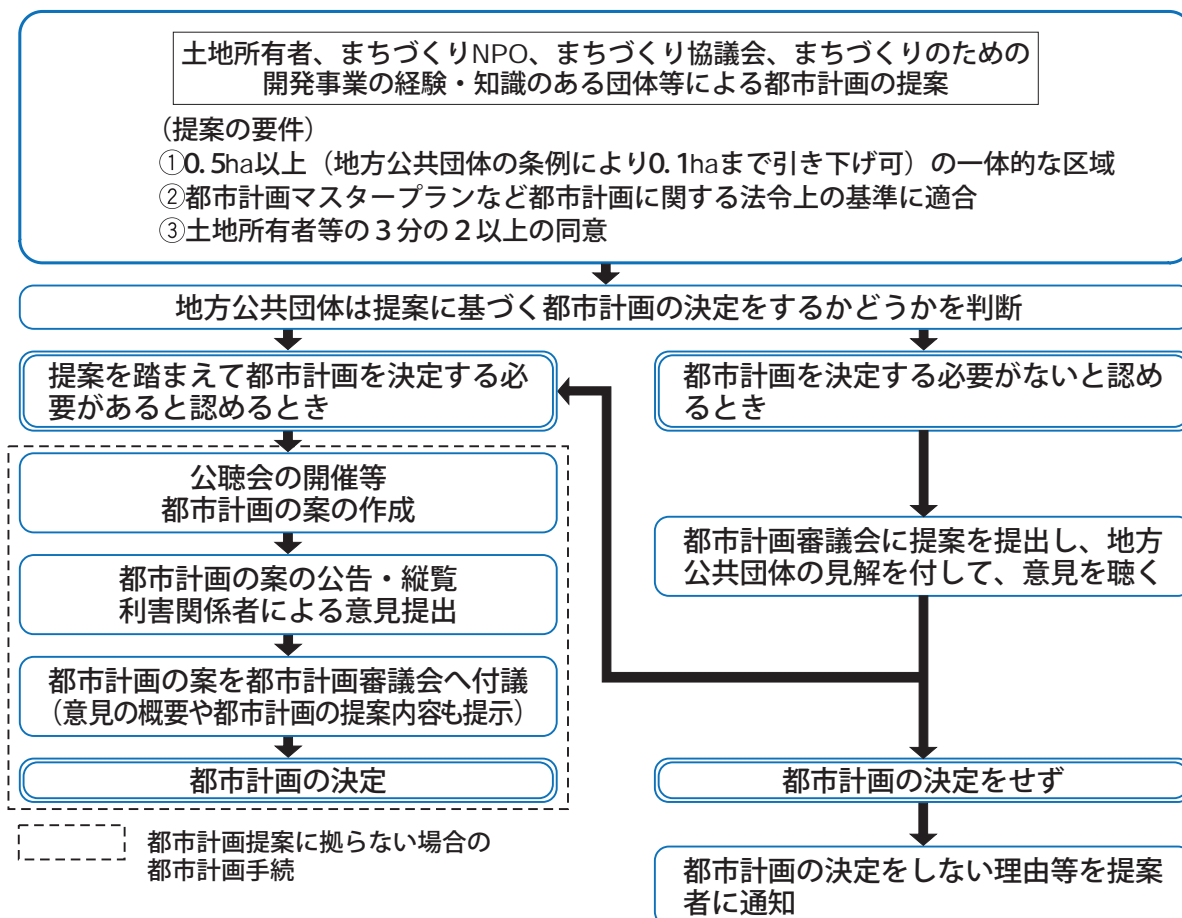 土地所有者、まちづくりNPO、まちづくり協議会、まちづくりのための
開発事業の経験・知識のある団体等による都市計画の提案
(提案の要件)
①0.5ha以上（地方公共団体の条例により0.1haまで引き下げ可）の一体的な区域
②都市計画マスタープランなど都市計画に関する法令上の基準に適合
③土地所有者等の３分の２以上の同意
地方公共団体は提案に基づく都市計画の決定をするかどうかを判断
提案を踏まえて都市計画を決定する必
要があると認めるとき
公聴会の開催等
都市計画の案の作成
都市計画の案の公告・縦覧
利害関係者による意見提出
都市計画の案を都市計画審議会へ付議
（意見の概要や都市計画の提案内容も提示）
都市計画の決定
都市計画提案に拠らない場合の
都市計画手続
都市計画を決定する必要がないと認め
るとき
都市計画審議会に提案を提出し、地方
公共団体の見解を付して、意見を聴く
都市計画の決定をせず
都市計画の決定をしない理由等を提案
者に通知